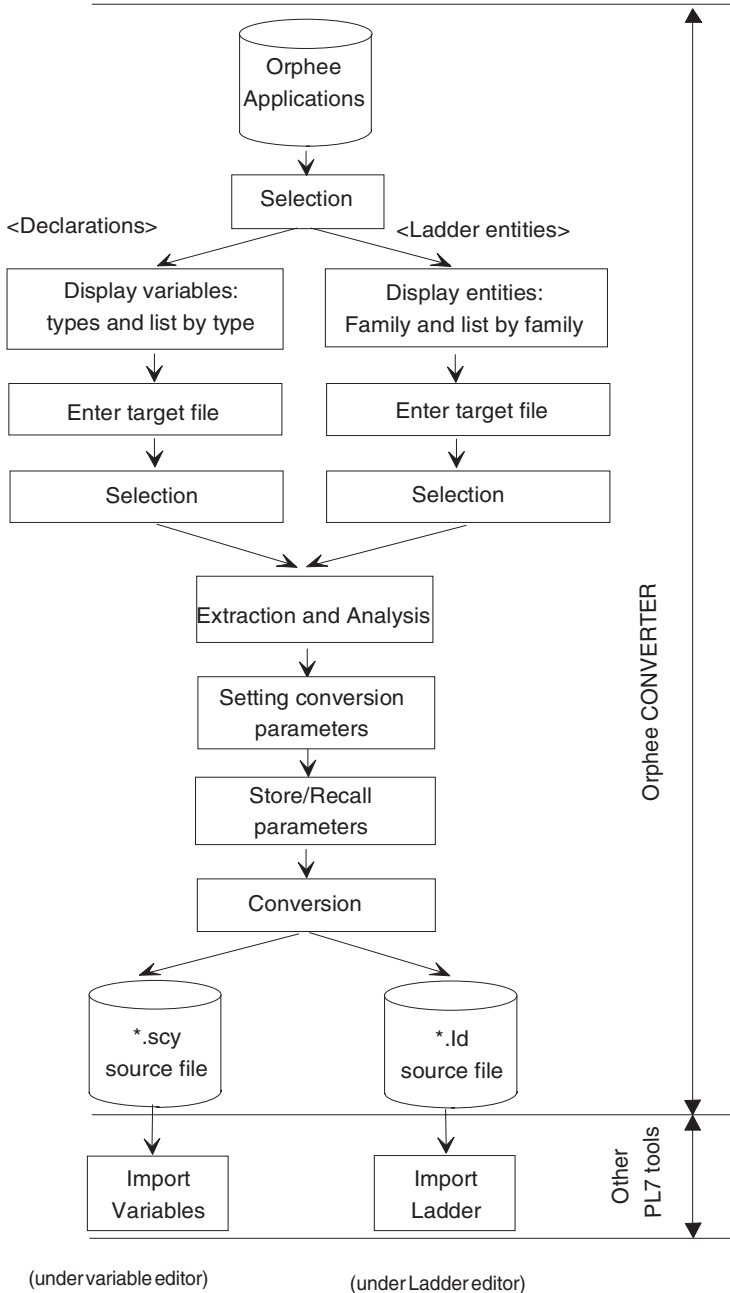 Orphee
Applications
Selection
<Declarations>
<Ladder entities>
Display variables:
types and list by type
Display entities:
Family and list by family
Enter target file
Enter target file
Selection
Selection
Extraction and Analysis
Setting conversion
parameters
Store/Recall
parameters
Conversion
*.scy
source file
*.ld
source file
Orphee CONVERTER
Import
Variables
Import
Ladder
Other
PL7 tools
(under variable editor)
(under Ladder editor)